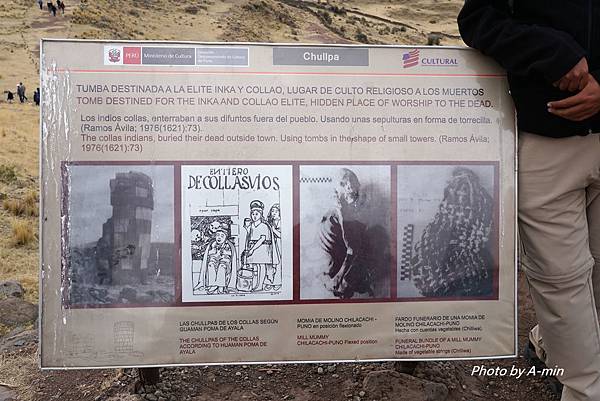 PERÚ
Ministerio de Cultura
Chullpa
CULTURAL
TUMBA DESTINADA A LA ELITE INKA Y COLLAO, LUGAR DE CULTO RELIGIOSO A LOS MUERTOS
TOMB DESTINED FOR THE INKA AND COLLAO ELITE, HIDDEN PLACE OF WORSHIP TO THE DEAD.
Los indios collas, enterraban a sus difuntos fuera del pueblo. Usando unas sepulturas en forma de torrecilla.
(Ramos Ávila; 1976(1621):73).
The collas indians, buried their dead outside town. Using tombs in the shape of small towers. (Ramos Ávila;
1976(1621):73)
ENTIERO
DE COLLASVIOS
LAS CHULLPAS DE LOS COLLAS SEGÚN
GUAMAN POMA DE AYALA
THE CHULLPAS OF THE COLLAS
ACCORDING TO HUAMAN POMA DE
AYALA
MOMIA DE MOLINO CHILACACHI -
PUNO en posición flexionado
MILL MUMMY
CHILACACHI-PUNO Flexed position
FARDO FUNERARIO DE UNA MOMIA DE
MOLINO CHILACACHI-PUNO
Hecha con cuerdas vegetables (Chilliwa)
FUNERAL BUNDLE OF A MILL MUMMY
CHILACACHI-PUNO
Made of vegetable strings (Chilliwa)
Photo by A-min